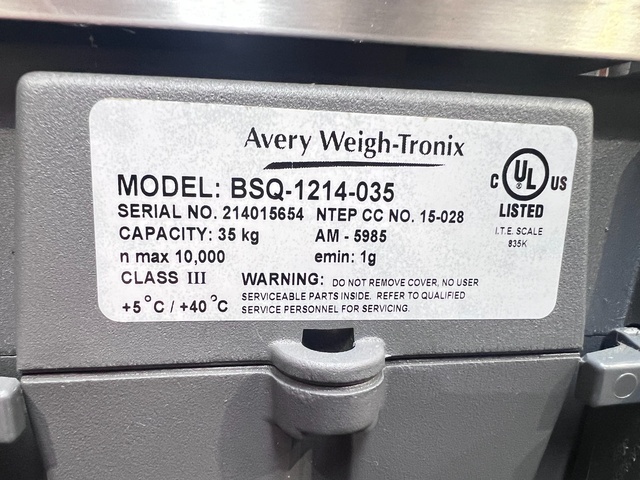 Avery Weigh-Tronix
MODEL: BSQ-1214-035
SERIAL NO. 214015654 NTEP CC NO. 15-028
CAPACITY: 35 kg AM - 5985
n max 10,000 emin: 1g
CLASS III WARNING: DO NOT REMOVE COVER, NO USER
SERVICEABLE PARTS INSIDE. REFER TO QUALIFIED
+5°C / +40°C SERVICE PERSONNEL FOR SERVICING.
C UL® US
LISTED
I.T.E. SCALE
835K